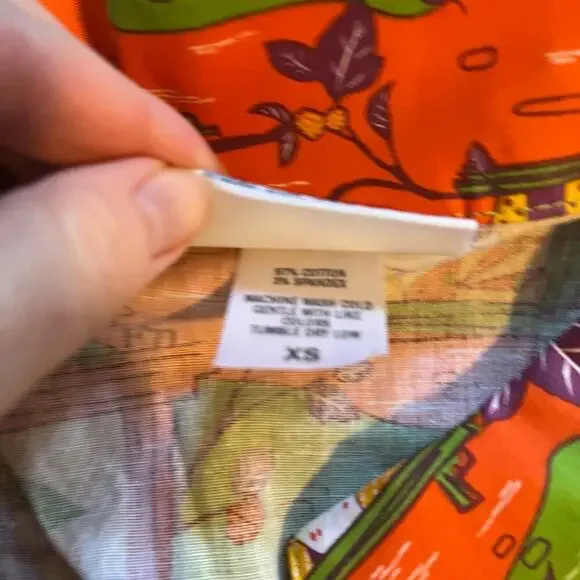 97% COTTON
3% SPANDEX
MACHINE WASH COLD
GENTLE WITH LIKE
COLORS
TUMBLE DRY LOW
XS